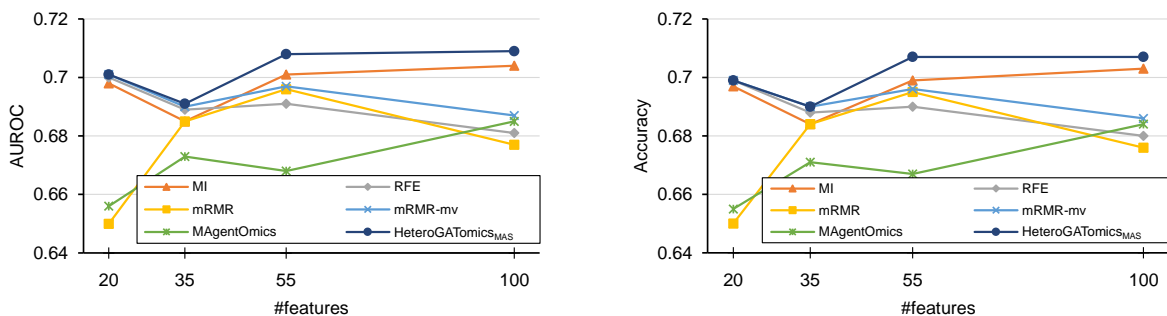 0.72
0.7
0.68
0.66
0.64
AUROC
20
35
55
100
#features
MI
RFE
mRMR
mRMR-mv
MAgentOmics
HeteroGATomicsMAS
0.72
0.7
0.68
0.66
0.64
Accuracy
20
35
55
100
#features
MI
RFE
mRMR
mRMR-mv
MAgentOmics
HeteroGATomicsMAS